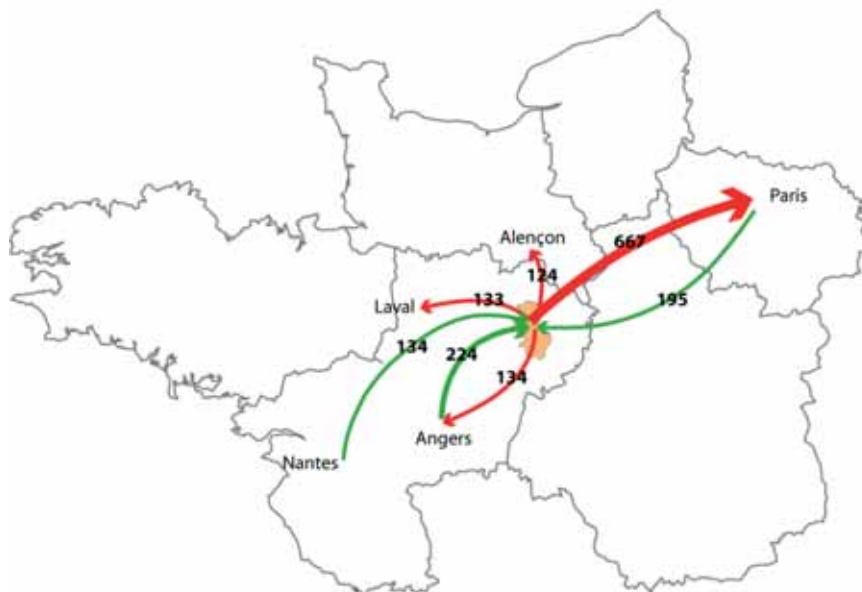 Paris
Alençon
667
124
Laval
133
195
134
224
134
Angers
Nantes